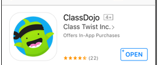 ClassDojo 4+
Class Twist Inc. >
Offers In-App Purchases
★★★★⯪ (22)
OPEN